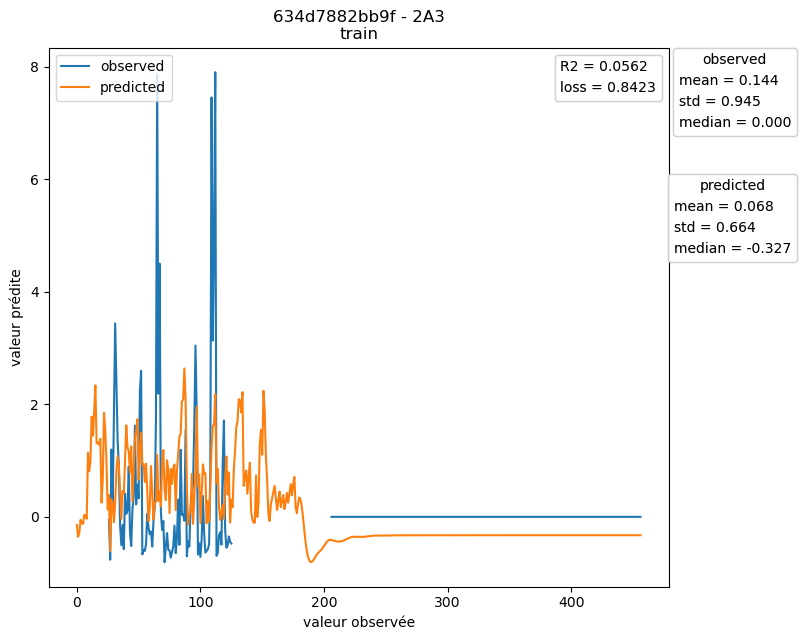 634d7882bb9f - 2A3
train
observed
predicted
R2 = 0.0562
loss = 0.8423
observed
mean = 0.144
std = 0.945
median = 0.000
predicted
mean = 0.068
std = 0.664
median = -0.327
8
6
4
2
0
valeur prédite
0
100
200
300
400
valeur observée